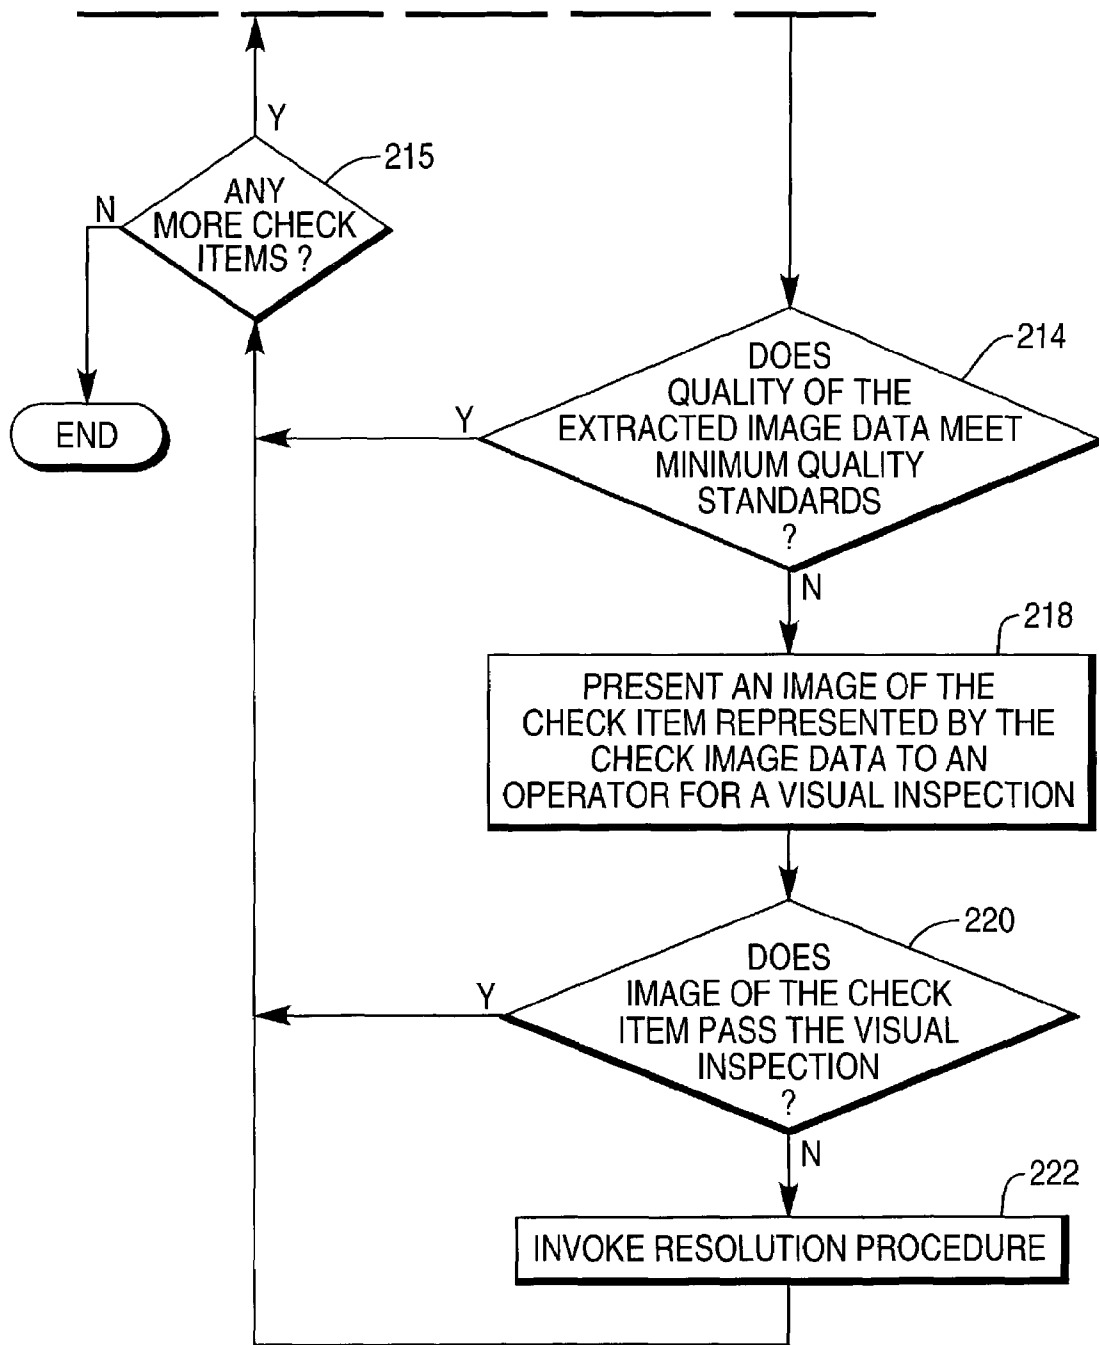 Y
215
ANY
MORE CHECK
ITEMS ?
N
END
214
DOES
QUALITY OF THE
EXTRACTED IMAGE DATA MEET
MINIMUM QUALITY
STANDARDS
?
Y
N
218
PRESENT AN IMAGE OF THE
CHECK ITEM REPRESENTED BY THE
CHECK IMAGE DATA TO AN
OPERATOR FOR A VISUAL INSPECTION
220
DOES
IMAGE OF THE CHECK
ITEM PASS THE VISUAL
INSPECTION
?
Y
N
222
INVOKE RESOLUTION PROCEDURE